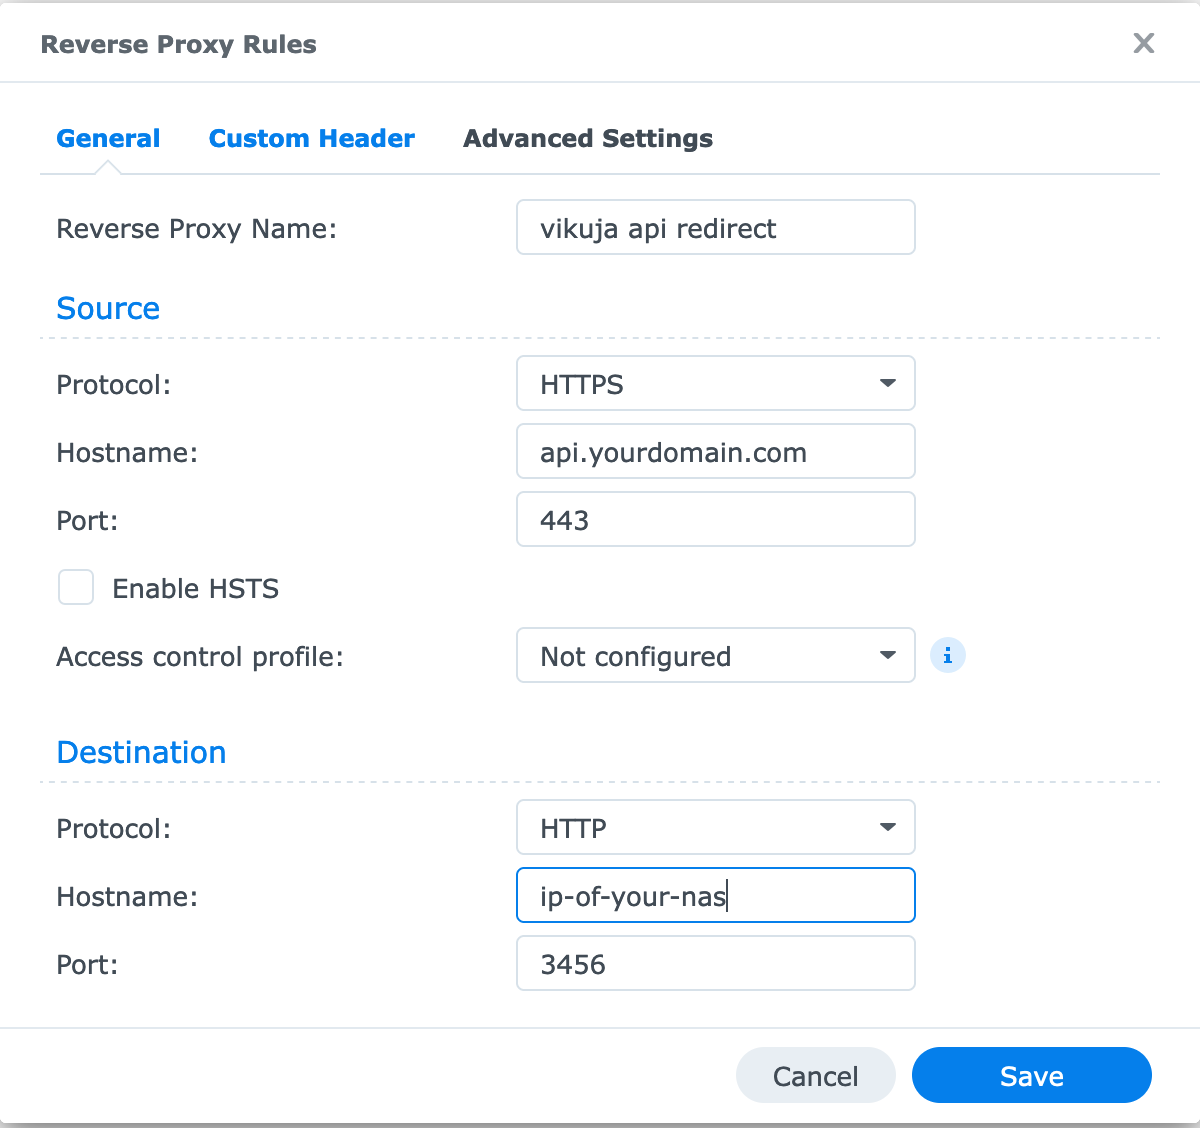 Reverse Proxy Rules
General Custom Header Advanced Settings
Reverse Proxy Name: vikuja api redirect
Source
Protocol: HTTPS
Hostname: api.yourdomain.com
Port: 443
Enable HSTS
Access control profile: Not configured
Destination
Protocol: HTTP
Hostname: ip-of-your-nas
Port: 3456
Cancel Save